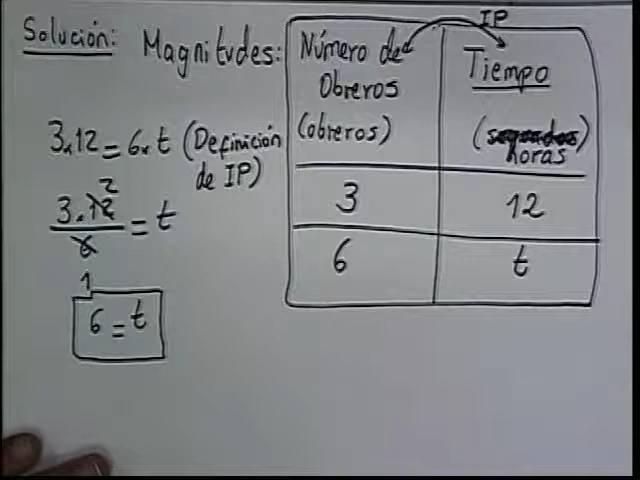 Solución: Magnitudes:
IP
Número de
Obreros
(obreros)
Tiempo
(segundos)
horas
3 12
6 t
3.12 = 6. t (Definición
de IP)
3.12 2
6 = t
1
6 = t